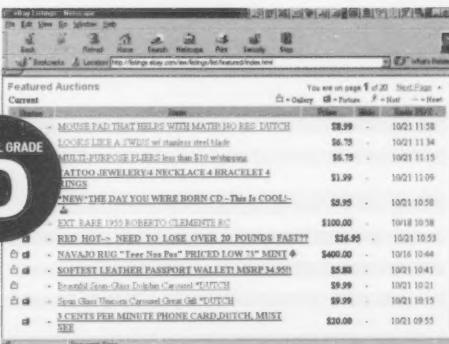 eBay Listings - Netscape
File Edit View Go Window Help
Back Reload Home Search Netscape Print Security Stop
Bookmarks Location http://listings.ebay.com/aw/listings/list/featured/index.html What's Relate
Featured Auctions You are on page 1 of 20 Next Page
Current = Gallery = Picture = Hot! = New!
Price Bids
MOUSE PAD THAT HELPS WITH MATH! NO RES. DUTCH $8.99 - 10/21 11:58
LOOKS LIKE A SWISS w/ stainless steel blade $6.75 - 10/21 11:34
MULTI-PURPOSE PLIERS less than $10 w/shipping $6.75 - 10/21 11:15
L GRADE
TATTOO JEWELERY:4 NECKLACE 4 BRACELET 4
RINGS $1.99 - 10/21 11:09
D
*NEW*THE DAY YOU WERE BORN CD ~This Is COOL!~ $5.95 - 10/21 10:58
EXT RARE 1955 ROBERTO CLEMENTE RC $100.00 - 10/18 10:58
RED HOT~> NEED TO LOSE OVER 20 POUNDS FAST?? $26.95 - 10/21 10:53
NAVAJO RUG "Teec Nos Pos" PRICED LOW 75" MINT $400.00 - 10/16 10:44
SOFTEST LEATHER PASSPORT WALLET! MSRP 34.95!! $5.88 - 10/21 10:41
Beautiful Spun-Glass Dolphin Carousel *DUTCH $9.99 - 10/21 10:21
Spun Glass Unicorn Carousel Great Gift *DUTCH $9.99 - 10/21 10:15
3 CENTS PER MINUTE PHONE CARD,DUTCH, MUST
SEE $20.00 - 10/21 09:55